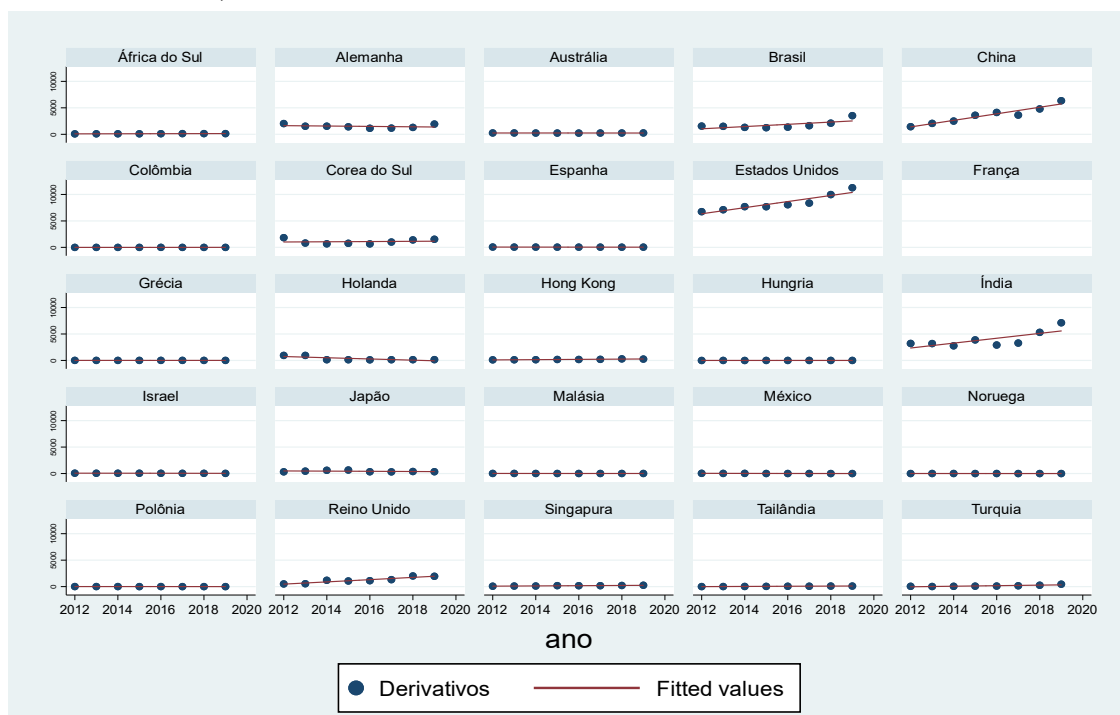 África do Sul Alemanha Austrália Brasil China
10000
5000
0
Colômbia Corea do Sul Espanha Estados Unidos França
10000
5000
0
Grécia Holanda Hong Kong Hungria Índia
10000
5000
0
Israel Japão Malásia México Noruega
10000
5000
0
Polônia Reino Unido Singapura Tailândia Turquia
10000
5000
0
2012 2014 2016 2018 2020 2012 2014 2016 2018 2020 2012 2014 2016 2018 2020 2012 2014 2016 2018 2020 2012 2014 2016 2018 2020
ano
Derivativos Fitted values